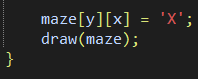 maze[y][x] = 'X';
draw(maze);
}